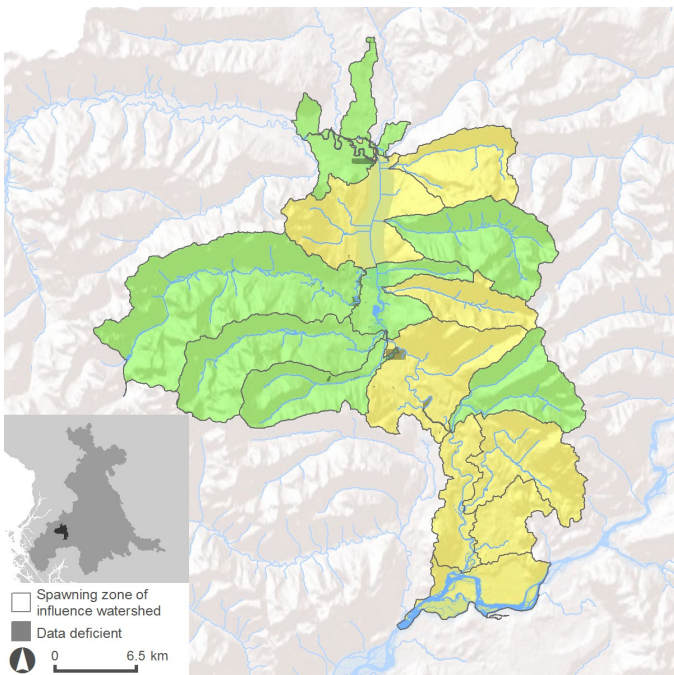 Spawning zone of
influence watershed
Data deficient
0 6.5 km